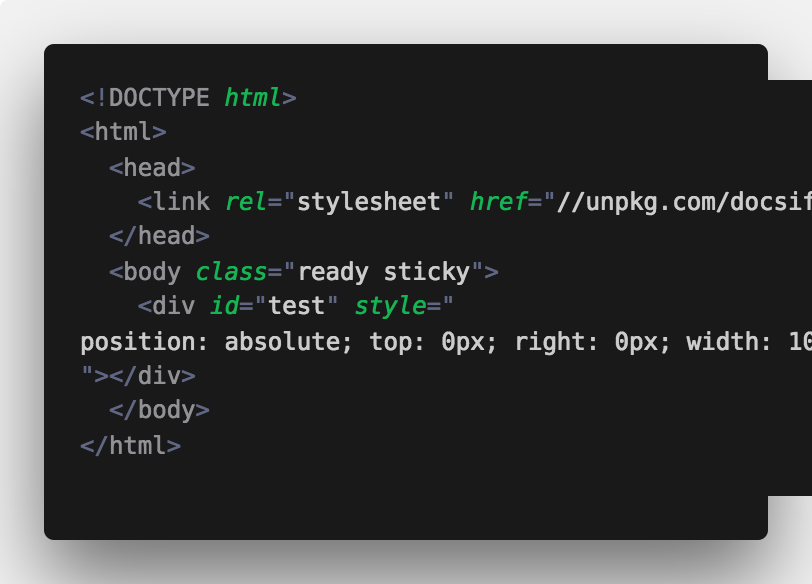 <!DOCTYPE html>
<html>
  <head>
    <link rel="stylesheet" href="//unpkg.com/docsif
  </head>
  <body class="ready sticky">
    <div id="test" style="
position: absolute; top: 0px; right: 0px; width: 10
"></div>
  </body>
</html>